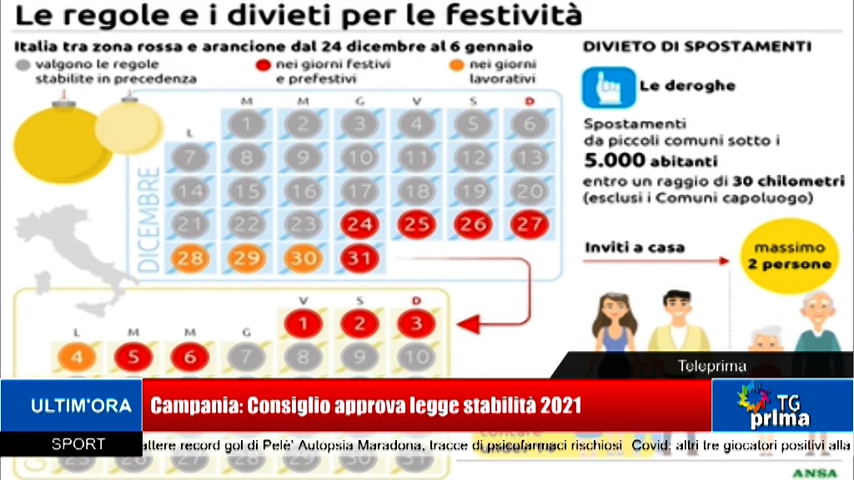 Le regole e i divieti per le festività
Italia tra zona rossa e arancione dal 24 dicembre al 6 gennaio
valgono le regole stabilite in precedenza
nei giorni festivi e prefestivi
nei giorni lavorativi
L M M G V S D
1 2 3 4 5 6
7 8 9 10 11 12 13
14 15 16 17 18 19 20
21 22 23 24 25 26 27
28 29 30 31
DICEMBRE
V S D
1 2 3
L M M G
4 5 6 7 8 9 10
DIVIETO DI SPOSTAMENTI
Le deroghe
Spostamenti
da piccoli comuni sotto i
5.000 abitanti
entro un raggio di 30 chilometri
(esclusi i Comuni capoluogo)
Inviti a casa
massimo
2 persone
Teleprima
ULTIM'ORA
Campania: Consiglio approva legge stabilità 2021
TG
prima
SPORT
attere record gol di Pelè' Autopsia Maradona, tracce di psicofarmaci rischiosi Covid: altri tre giocatori positivi alla
ANSA